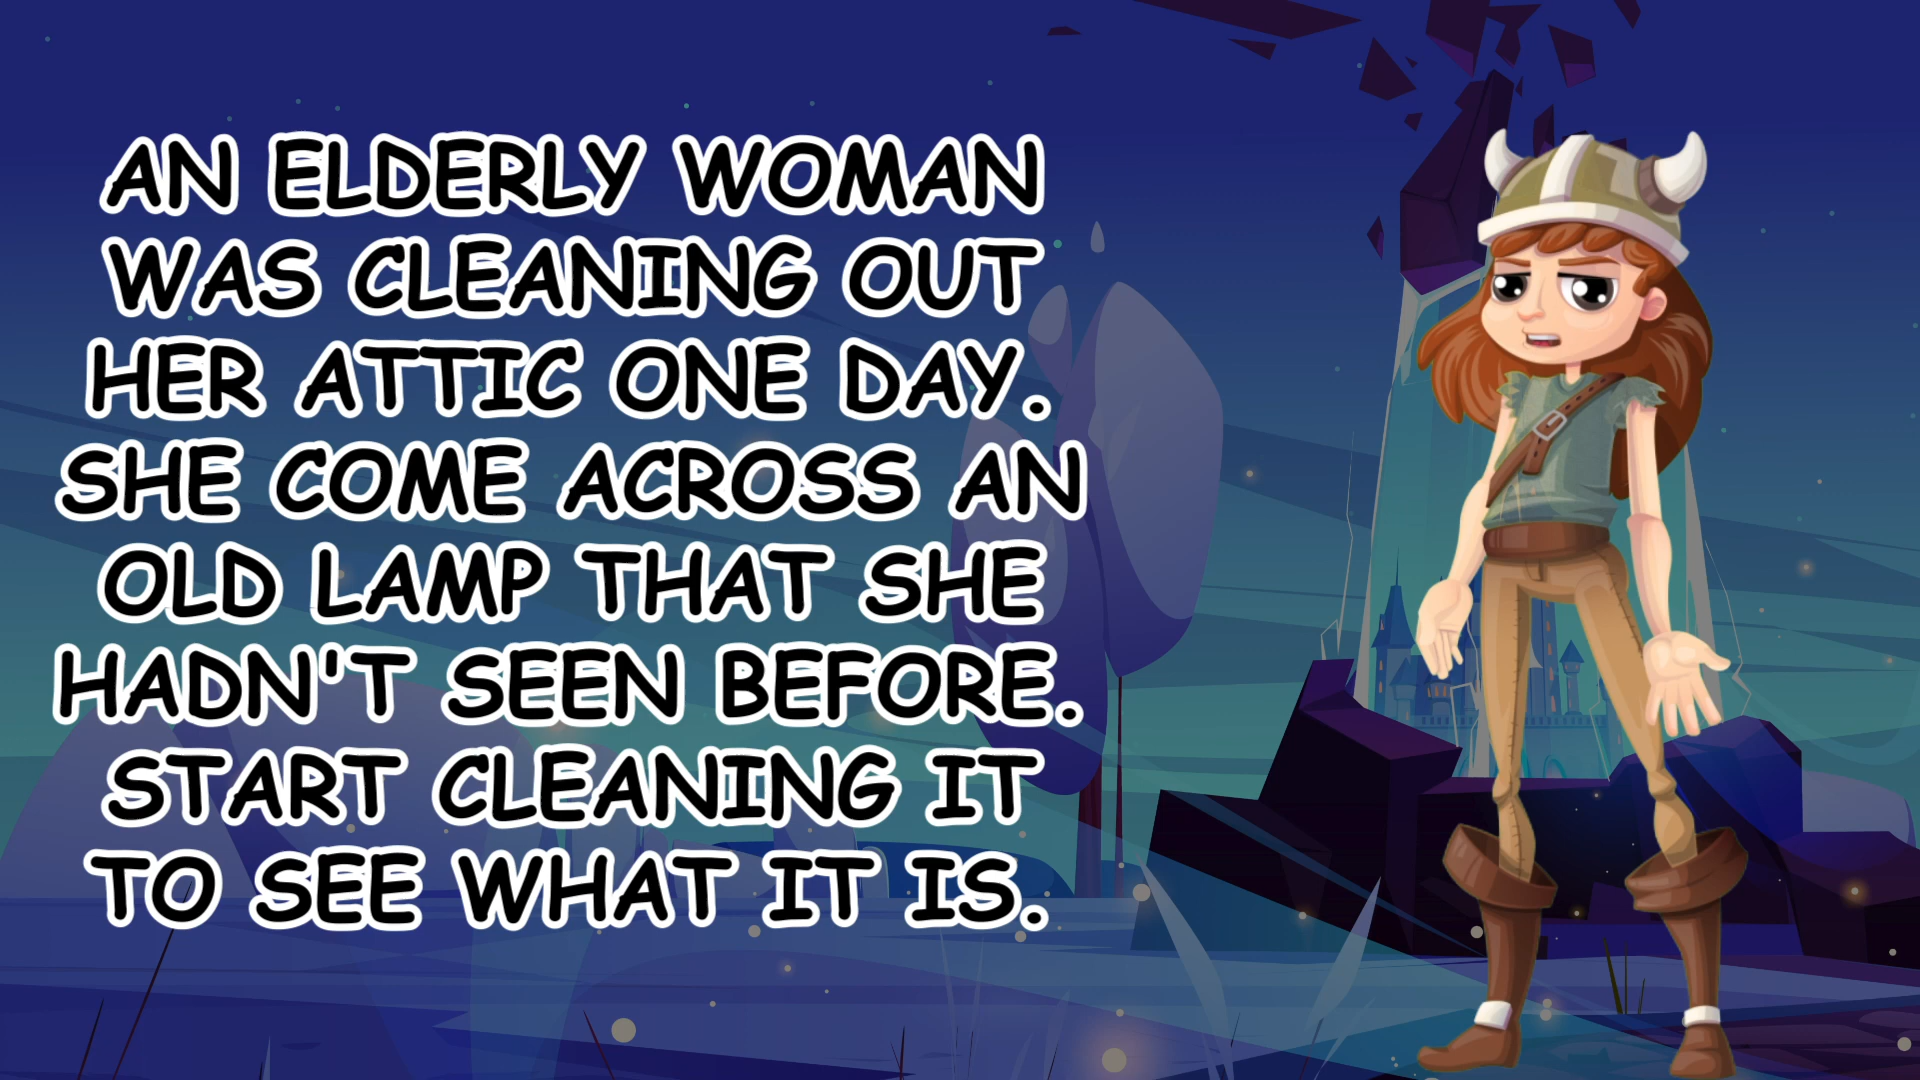 AN ELDERLY WOMAN
WAS CLEANING OUT
HER ATTIC ONE DAY.
SHE COME ACROSS AN
OLD LAMP THAT SHE
HADN'T SEEN BEFORE.
START CLEANING IT
TO SEE WHAT IT IS.